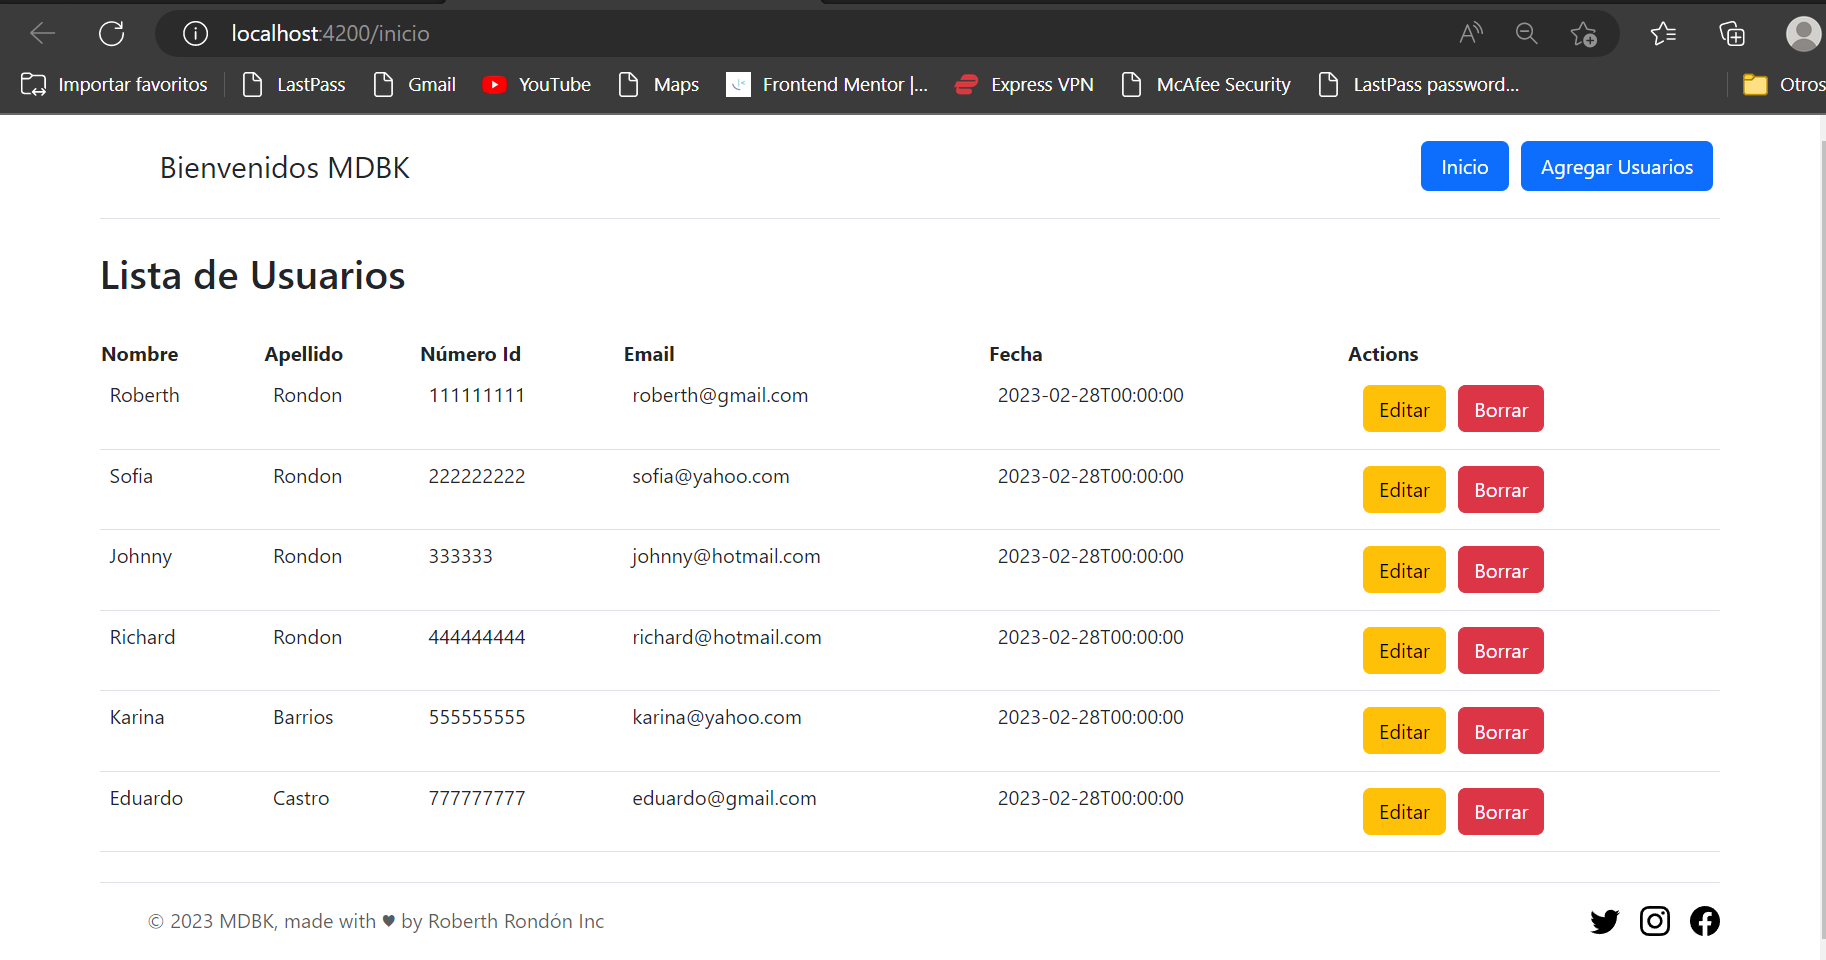 localhost:4200/inicio
Importar favoritos LastPass Gmail YouTube Maps Frontend Mentor |... Express VPN McAfee Security LastPass password... Otros
Bienvenidos MDBK Inicio Agregar Usuarios
Lista de Usuarios
Nombre Apellido Número Id Email Fecha Actions
Roberth Rondon 111111111 roberth@gmail.com 2023-02-28T00:00:00 Editar Borrar
Sofia Rondon 222222222 sofia@yahoo.com 2023-02-28T00:00:00 Editar Borrar
Johnny Rondon 333333 johnny@hotmail.com 2023-02-28T00:00:00 Editar Borrar
Richard Rondon 444444444 richard@hotmail.com 2023-02-28T00:00:00 Editar Borrar
Karina Barrios 555555555 karina@yahoo.com 2023-02-28T00:00:00 Editar Borrar
Eduardo Castro 777777777 eduardo@gmail.com 2023-02-28T00:00:00 Editar Borrar
© 2023 MDBK, made with ♥ by Roberth Rondón Inc